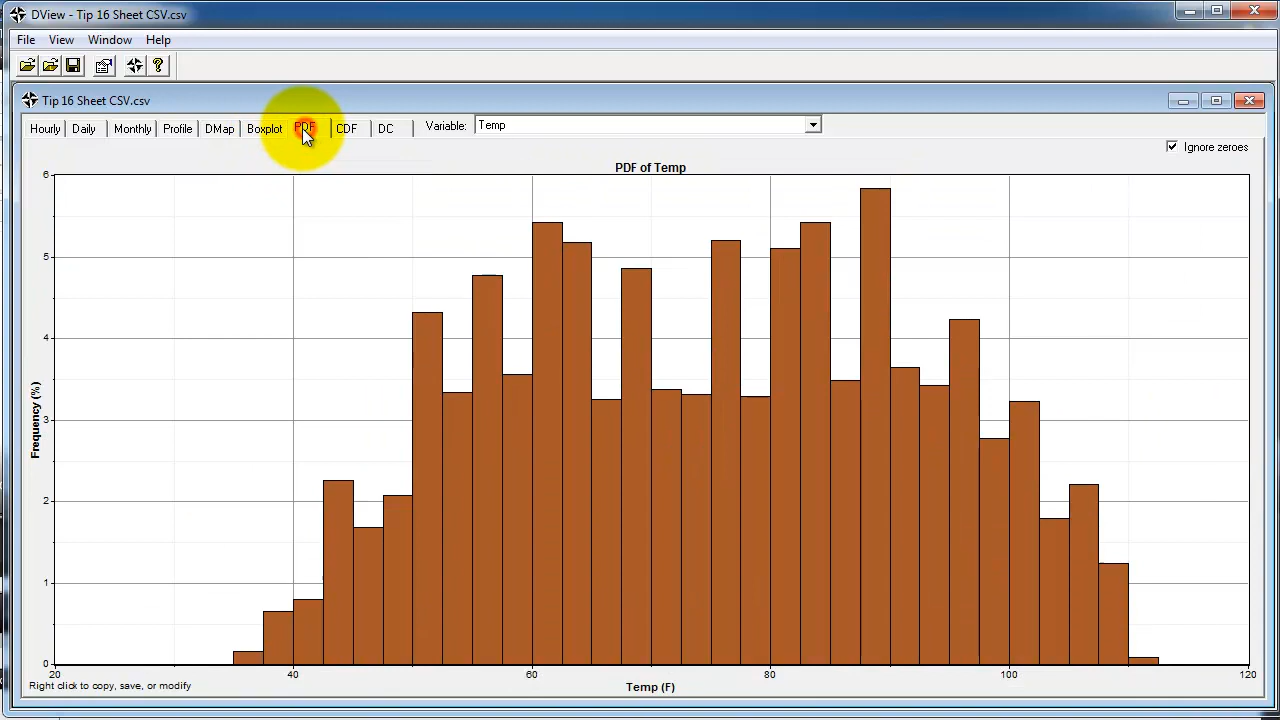 DView - Tip 16 Sheet CSV.csv
File View Window Help
Tip 16 Sheet CSV.csv
Hourly Daily Monthly Profile DMap Boxplot PDF CDF DC Variable: Temp
Ignore zeroes
PDF of Temp
6
5
4
3
2
1
0
Frequency (%)
20 40 60 80 100 120
Temp (F)
Right click to copy, save, or modify